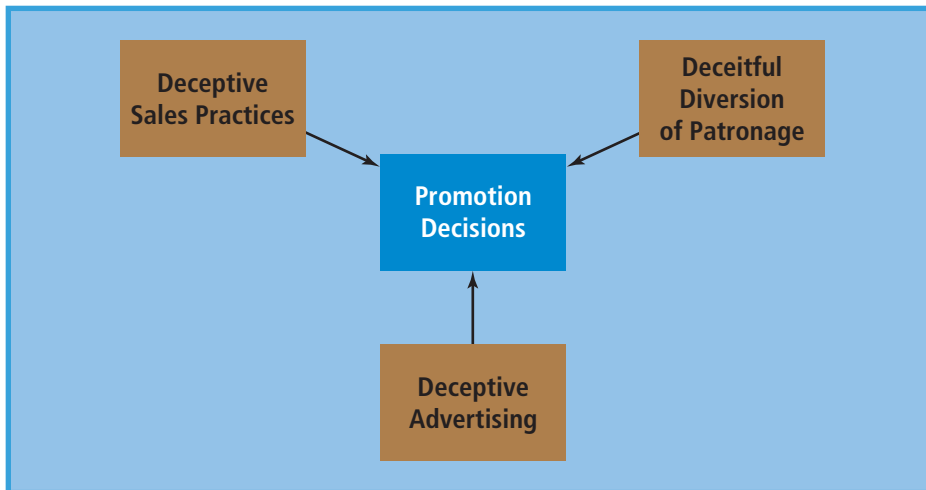 Deceptive
Sales Practices
Deceitful
Diversion
of Patronage
Promotion
Decisions
Deceptive
Advertising